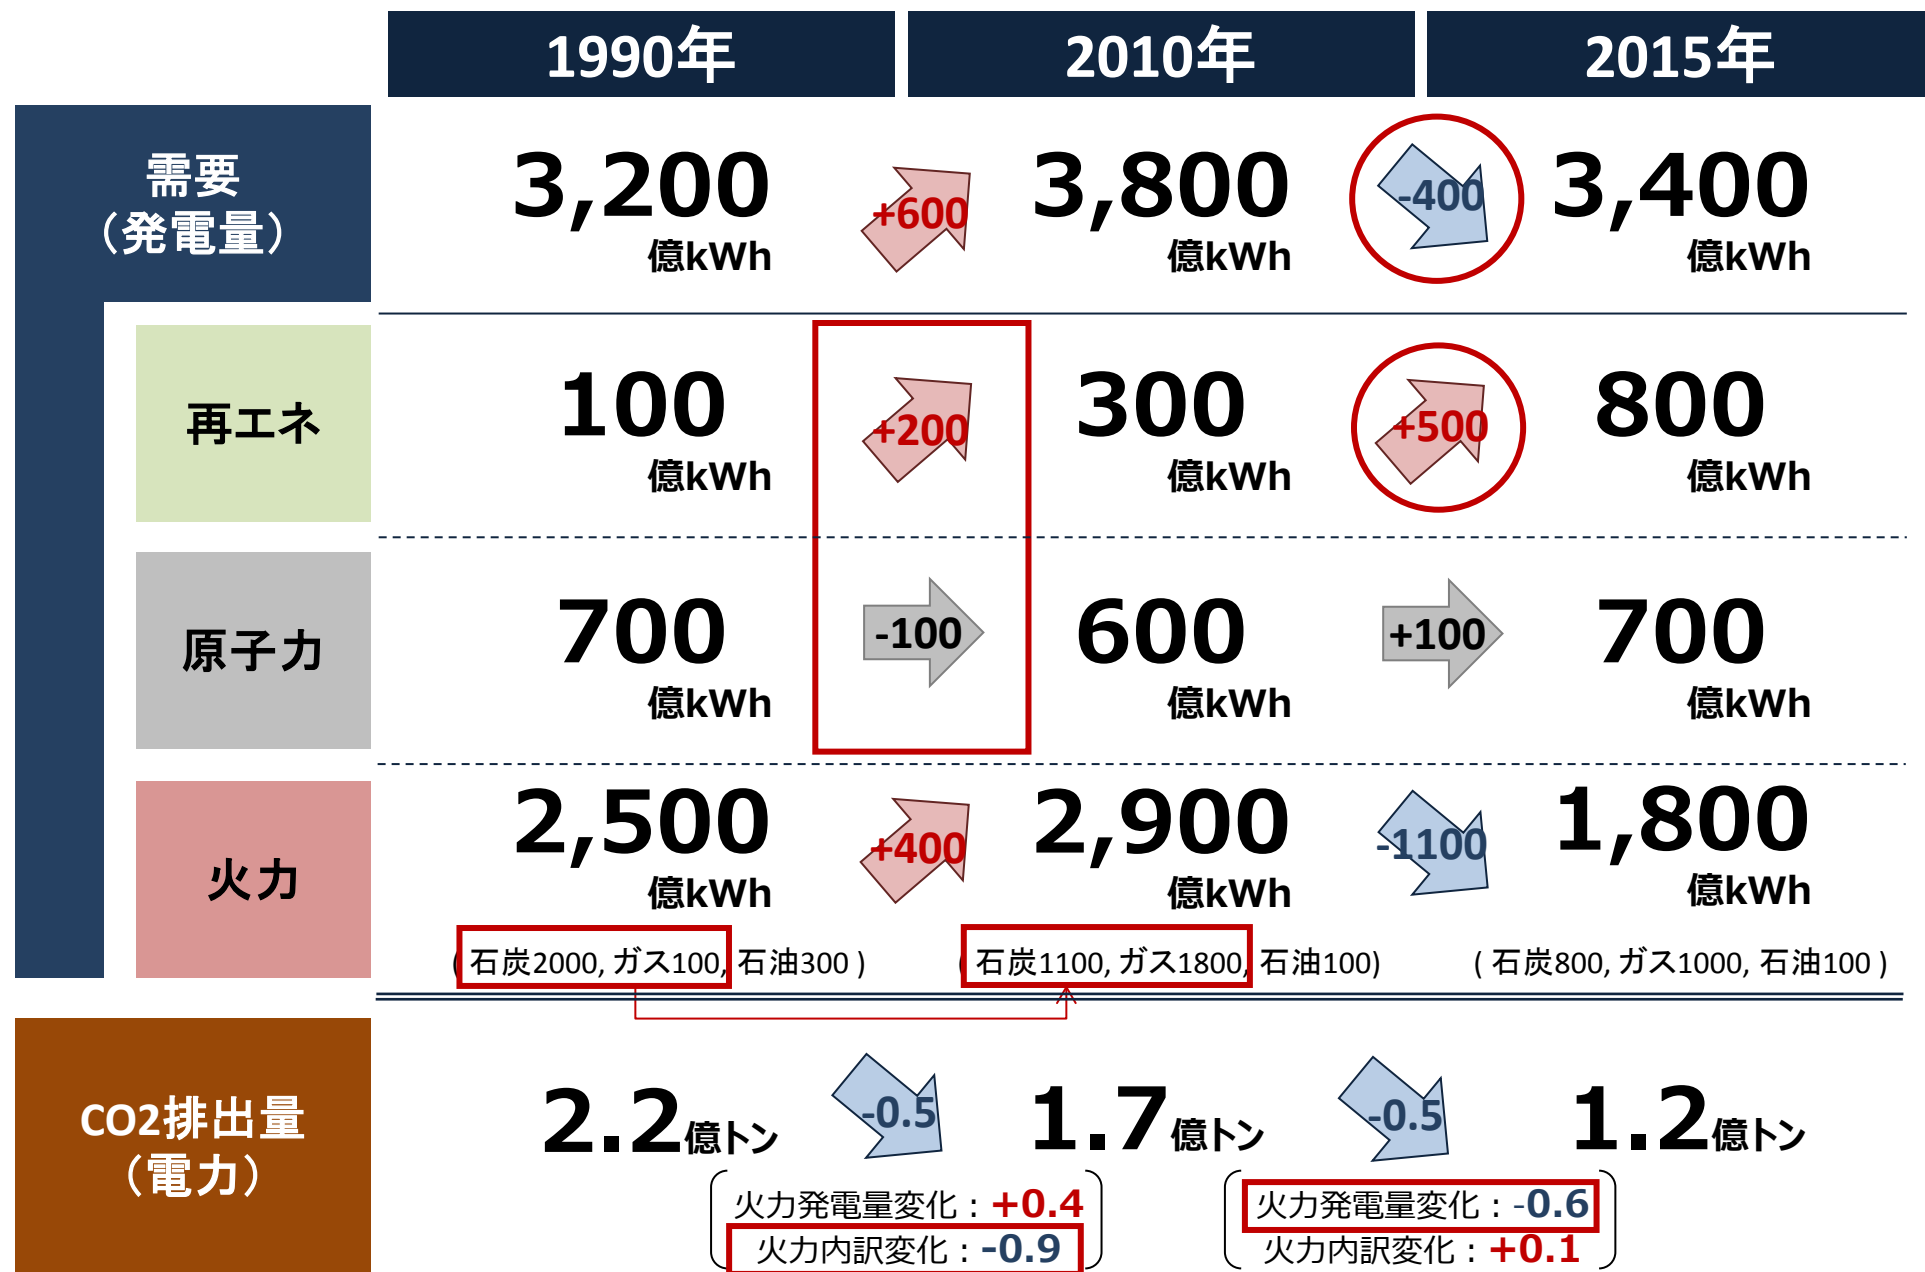 1990年 2010年 2015年
需要
（発電量）
3,200
億kWh
+600
3,800
億kWh
-400
3,400
億kWh
再エネ
100
億kWh
+200
300
億kWh
+500
800
億kWh
原子力
700
億kWh
-100
600
億kWh
+100
700
億kWh
火力
2,500
億kWh
+400
2,900
億kWh
-1100
1,800
億kWh
( 石炭2000, ガス100, 石油300 )
( 石炭1100, ガス1800, 石油100)
( 石炭800, ガス1000, 石油100 )
CO2排出量
（電力）
2.2億トン
-0.5
1.7億トン
-0.5
1.2億トン
火力発電量変化：+0.4
火力内訳変化：-0.9
火力発電量変化：-0.6
火力内訳変化：+0.1